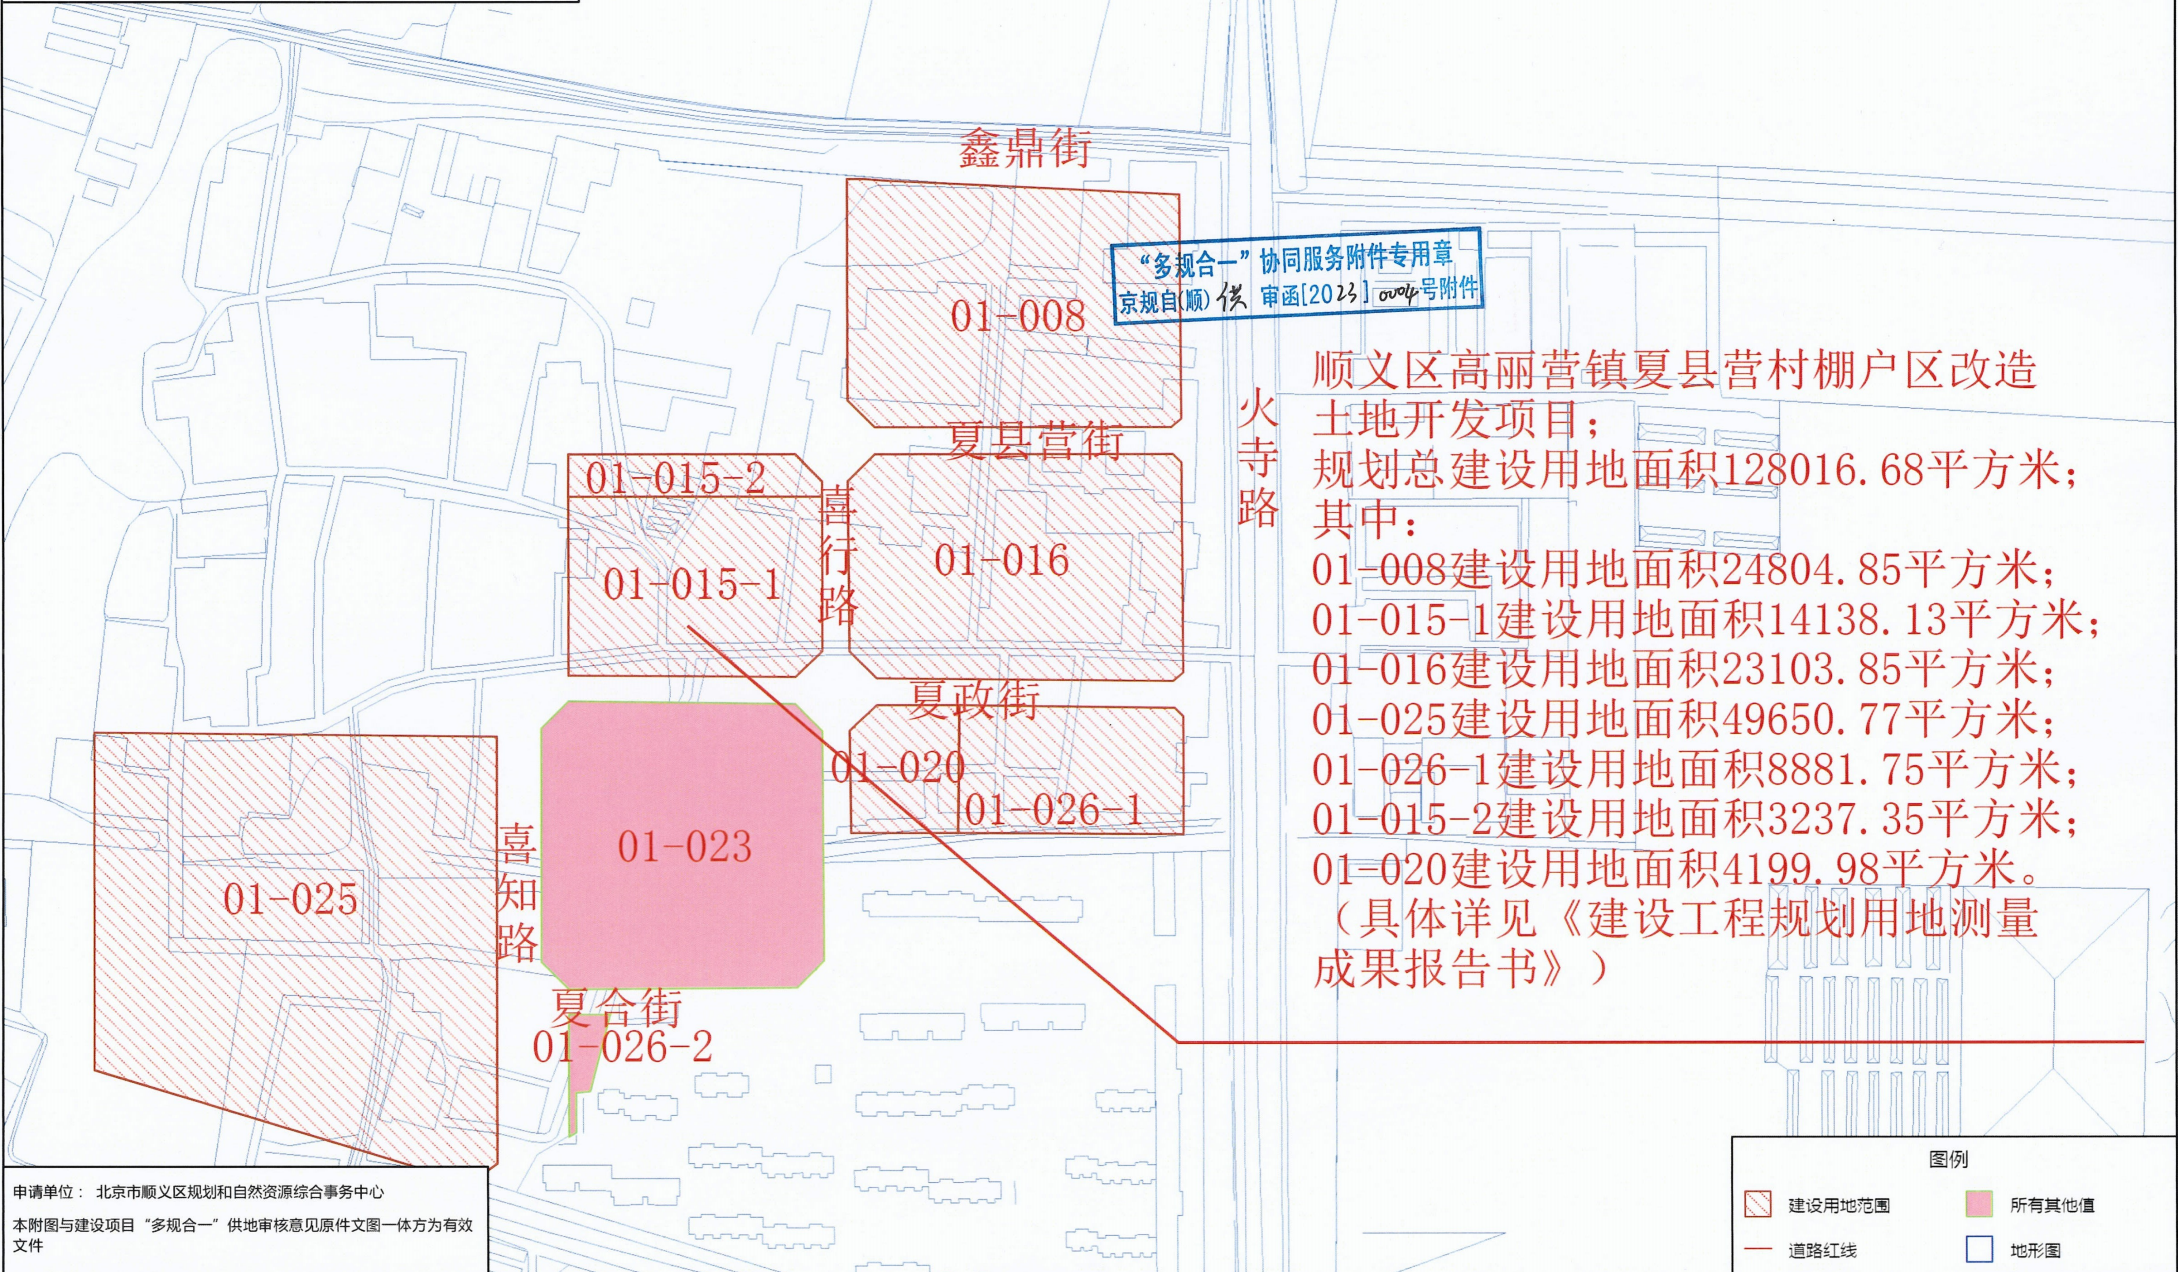 鑫鼎街
“多规合一”协同服务附件专用章
京规自(顺)供 审函[2023]0004号附件
01-008
夏县营街
火寺路
顺义区高丽营镇夏县营村棚户区改造
土地开发项目；
规划总建设用地面积128016.68平方米；
其中：
01-008建设用地面积24804.85平方米；
01-015-1建设用地面积14138.13平方米；
01-016建设用地面积23103.85平方米；
01-025建设用地面积49650.77平方米；
01-026-1建设用地面积8881.75平方米；
01-015-2建设用地面积3237.35平方米；
01-020建设用地面积4199.98平方米。
（具体详见《建设工程规划用地测量
成果报告书》）
01-015-2
喜行路
01-016
01-015-1
夏政街
01-020
01-026-1
01-023
喜知路
01-025
夏合街
01-026-2
申请单位： 北京市顺义区规划和自然资源综合事务中心
本附图与建设项目“多规合一”供地审核意见原件文图一体方为有效
文件
图例
建设用地范围
所有其他值
道路红线
地形图